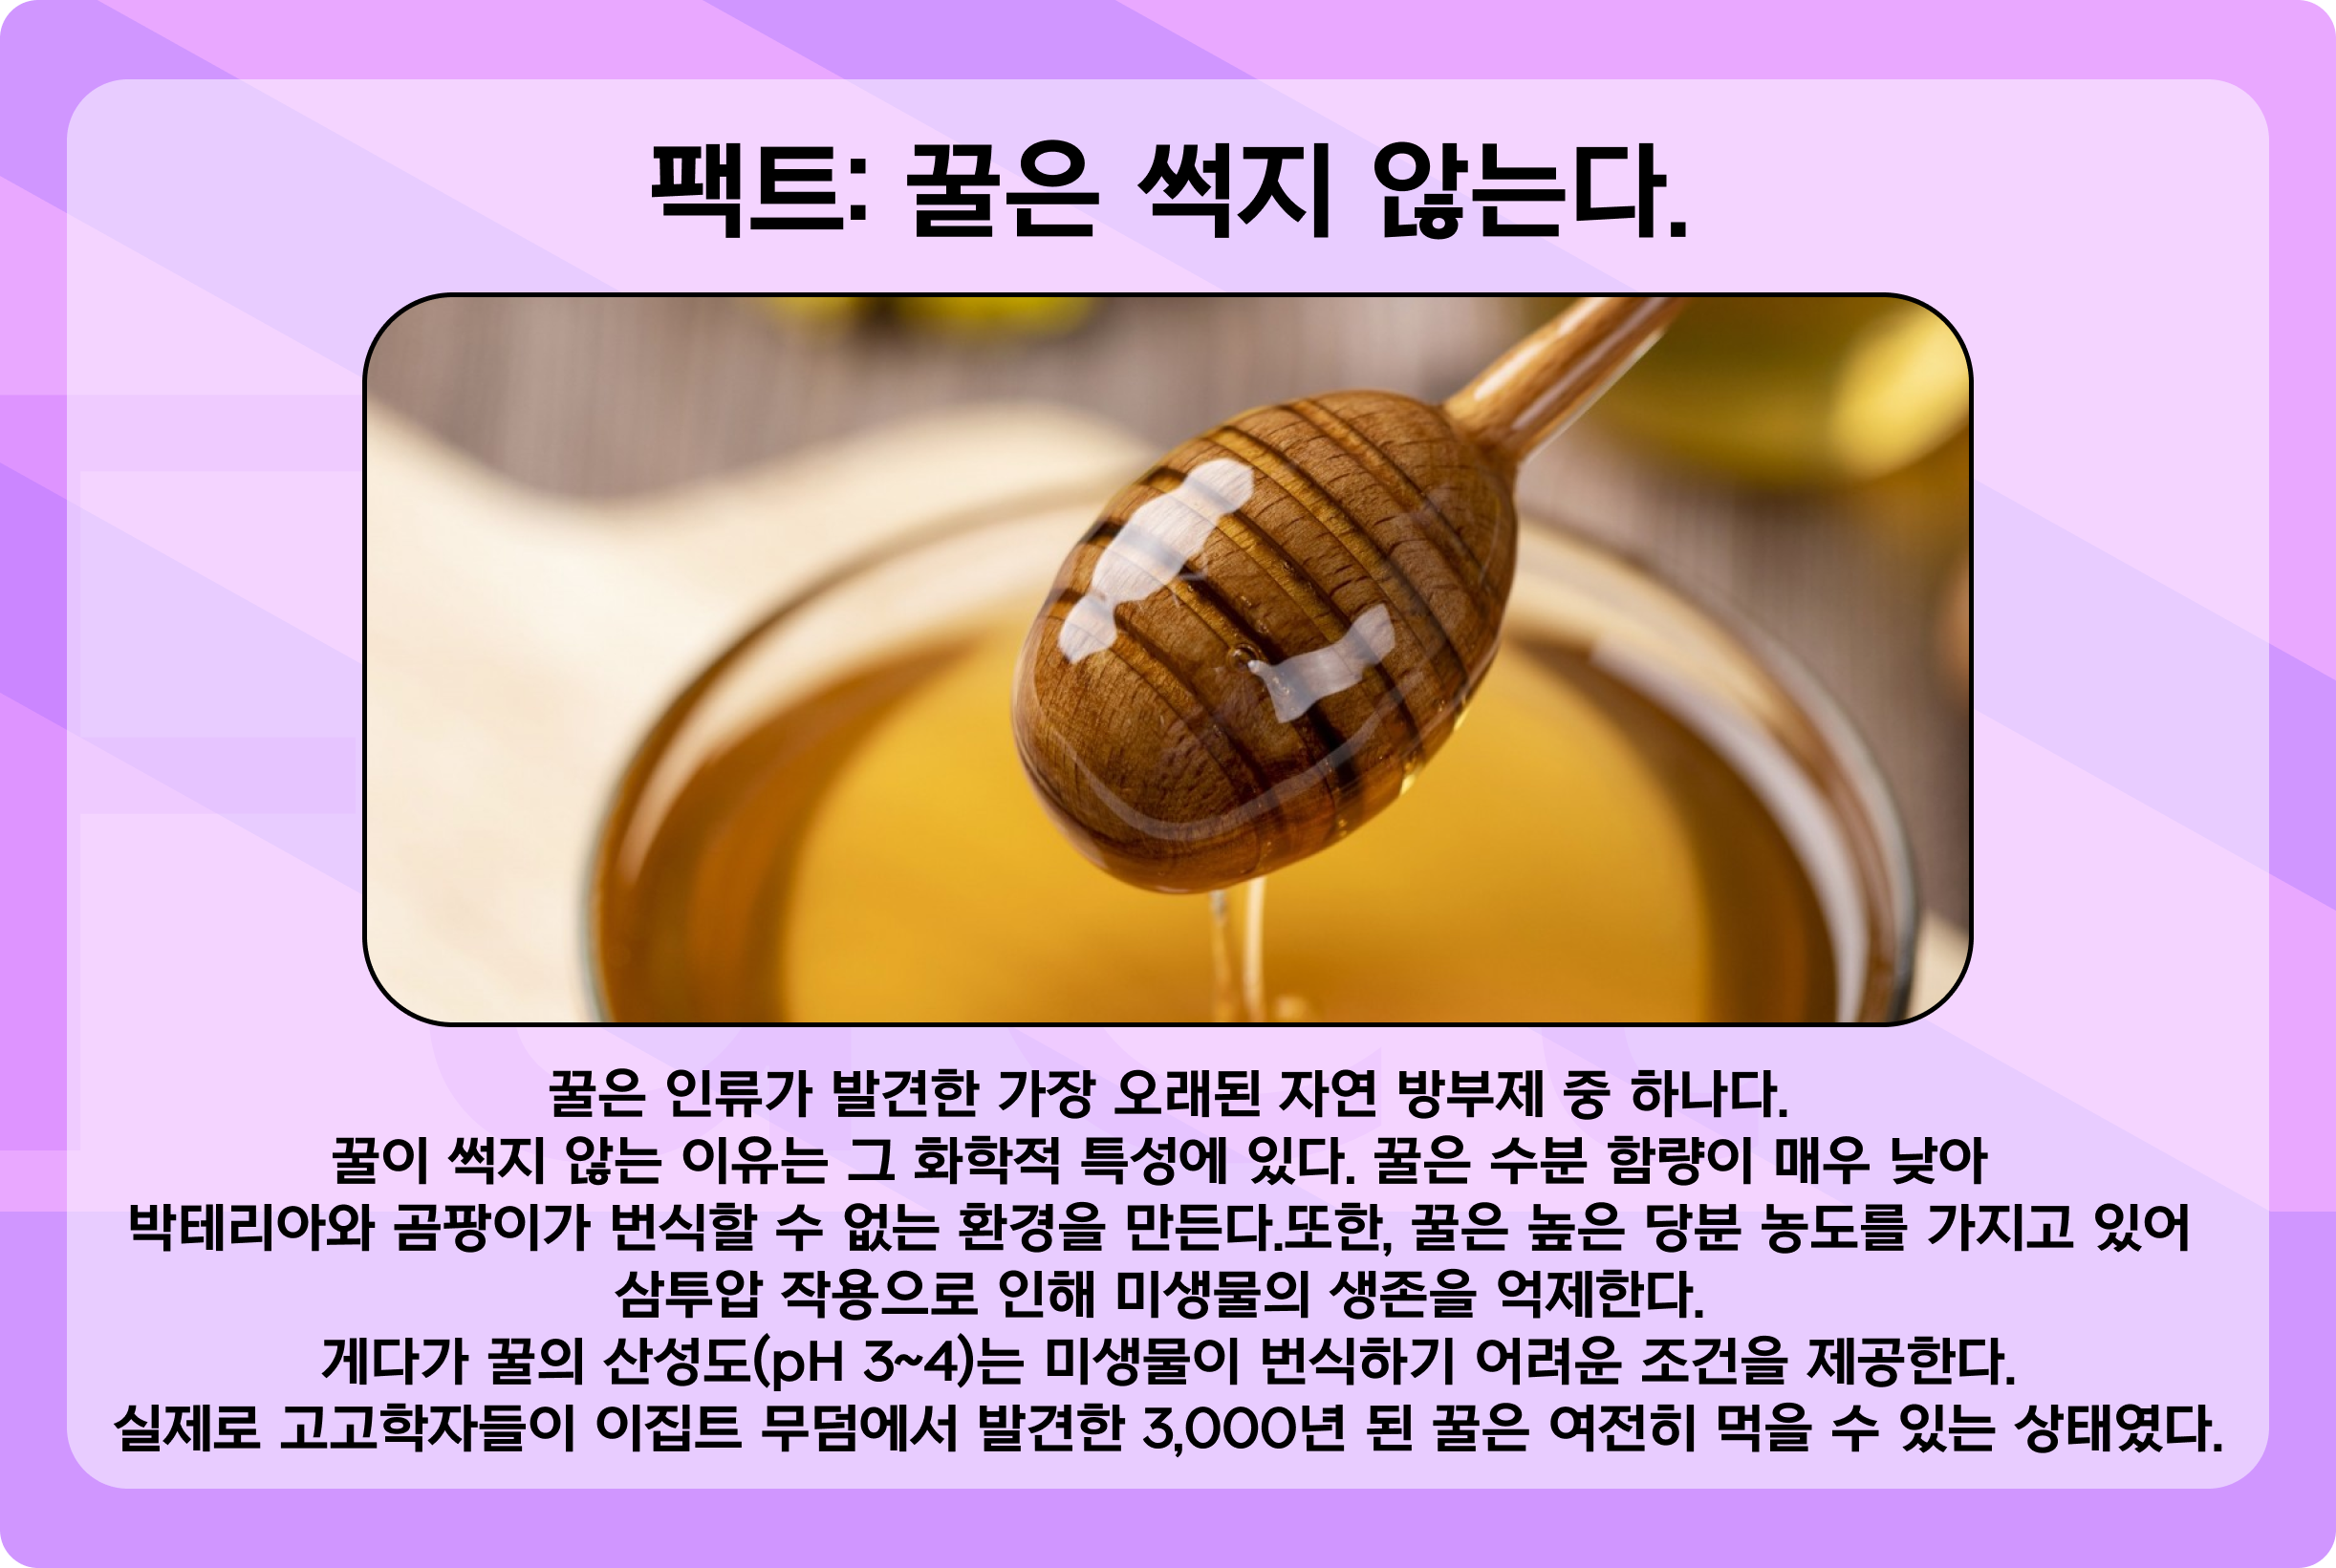 팩트: 꿀은 썩지 않는다.
꿀은 인류가 발견한 가장 오래된 자연 방부제 중 하나다.
꿀이 썩지 않는 이유는 그 화학적 특성에 있다. 꿀은 수분 함량이 매우 낮아
박테리아와 곰팡이가 번식할 수 없는 환경을 만든다.또한, 꿀은 높은 당분 농도를 가지고 있어
삼투압 작용으로 인해 미생물의 생존을 억제한다.
게다가 꿀의 산성도(pH 3~4)는 미생물이 번식하기 어려운 조건을 제공한다.
실제로 고고학자들이 이집트 무덤에서 발견한 3,000년 된 꿀은 여전히 먹을 수 있는 상태였다.